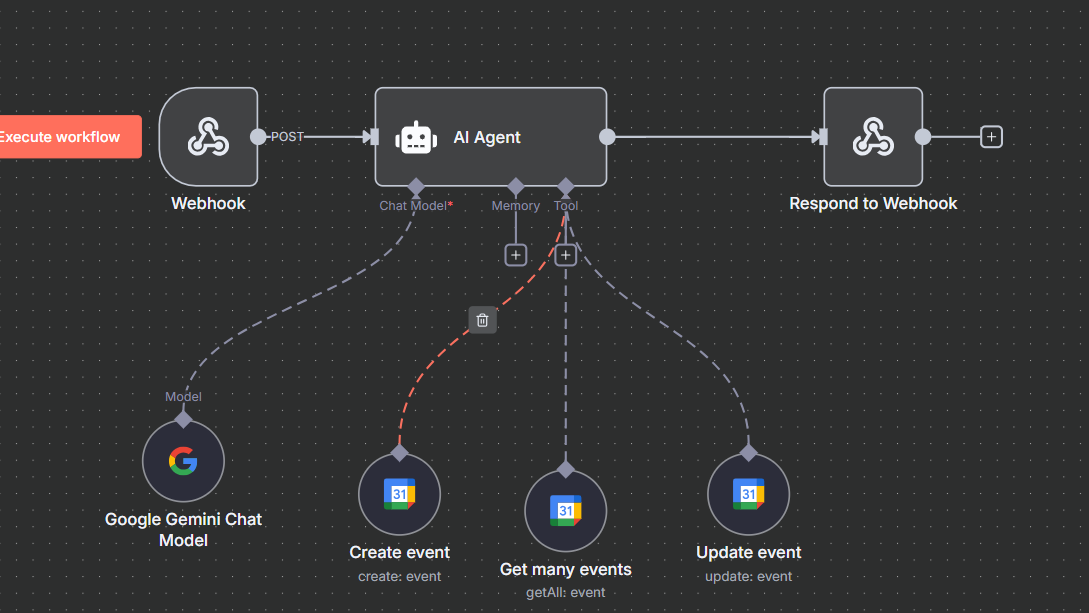 Execute workflow
POST
AI Agent
Webhook
Chat Model*
Memory
Tool
Respond to Webhook
Model
31
31
31
Google Gemini Chat
Model
Create event
create: event
Get many events
getAll: event
Update event
update: event